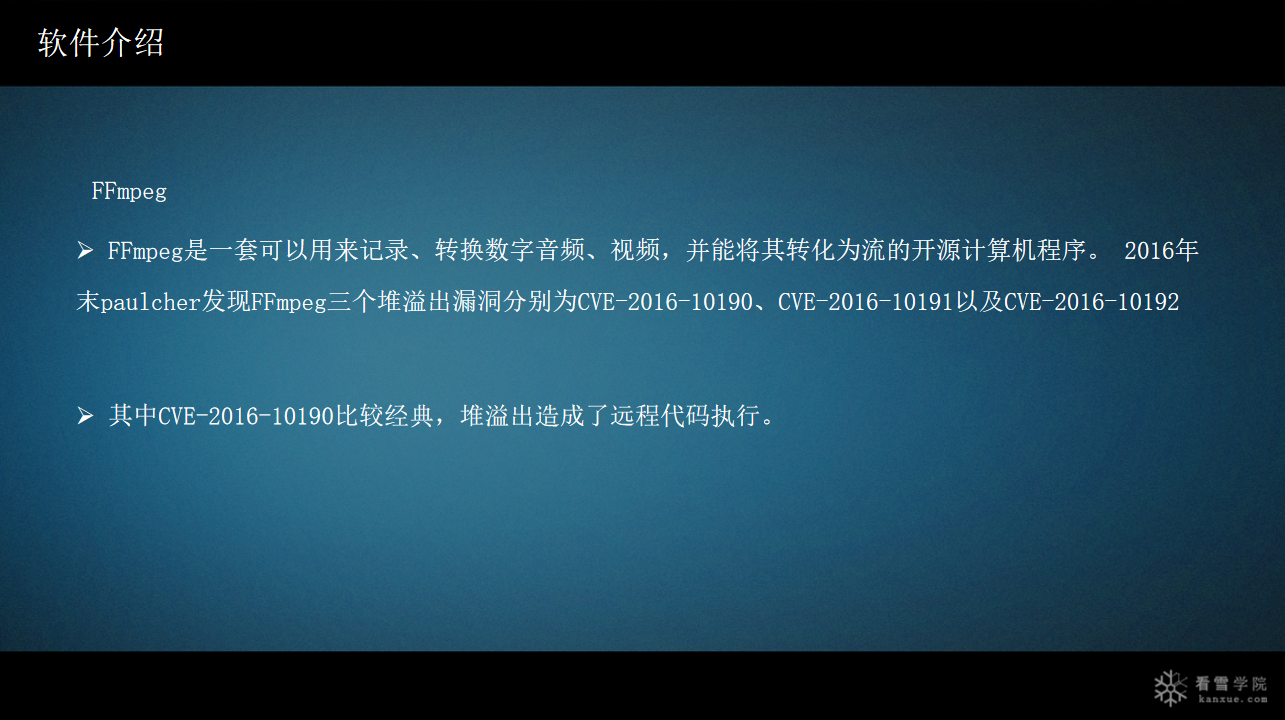 软件介绍
FFmpeg
➢ FFmpeg是一套可以用来记录、转换数字音频、视频，并能将其转化为流的开源计算机程序。 2016年
末paulcher发现FFmpeg三个堆溢出漏洞分别为CVE-2016-10190、CVE-2016-10191以及CVE-2016-10192
➢ 其中CVE-2016-10190比较经典，堆溢出造成了远程代码执行。
看雪学院
kanxue.com